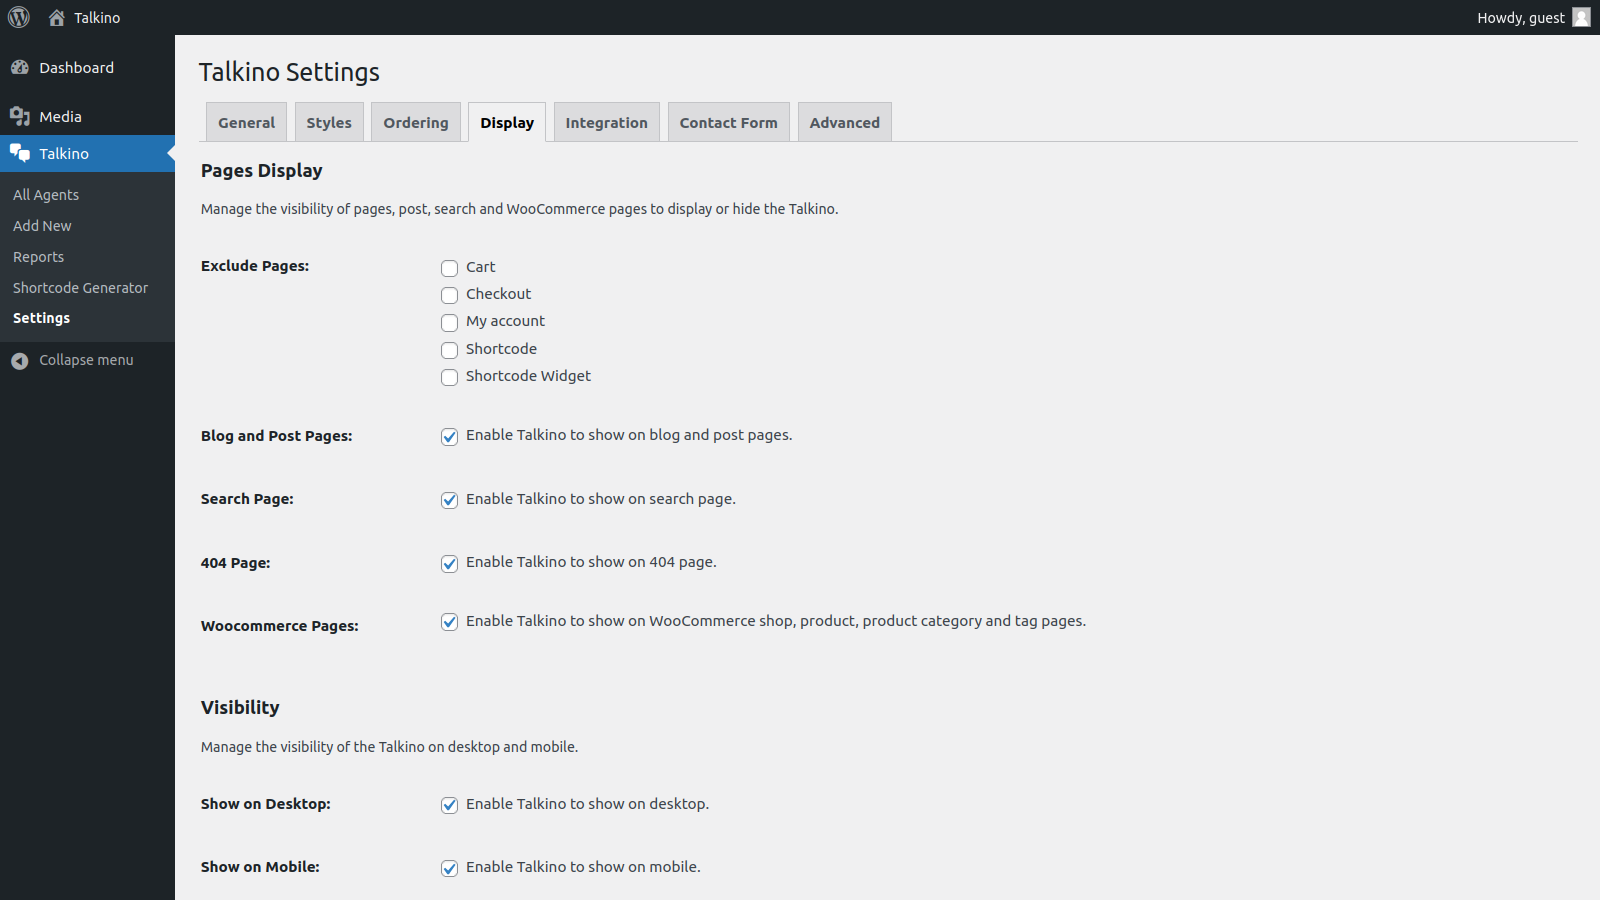 Talkino
Howdy, guest
Dashboard
Media
Talkino
All Agents
Add New
Reports
Shortcode Generator
Settings
Collapse menu
Talkino Settings
General Styles Ordering Display Integration Contact Form Advanced
Pages Display
Manage the visibility of pages, post, search and WooCommerce pages to display or hide the Talkino.
Exclude Pages:
Cart
Checkout
My account
Shortcode
Shortcode Widget
Blog and Post Pages: Enable Talkino to show on blog and post pages.
Search Page: Enable Talkino to show on search page.
404 Page: Enable Talkino to show on 404 page.
Woocommerce Pages: Enable Talkino to show on WooCommerce shop, product, product category and tag pages.
Visibility
Manage the visibility of the Talkino on desktop and mobile.
Show on Desktop: Enable Talkino to show on desktop.
Show on Mobile: Enable Talkino to show on mobile.